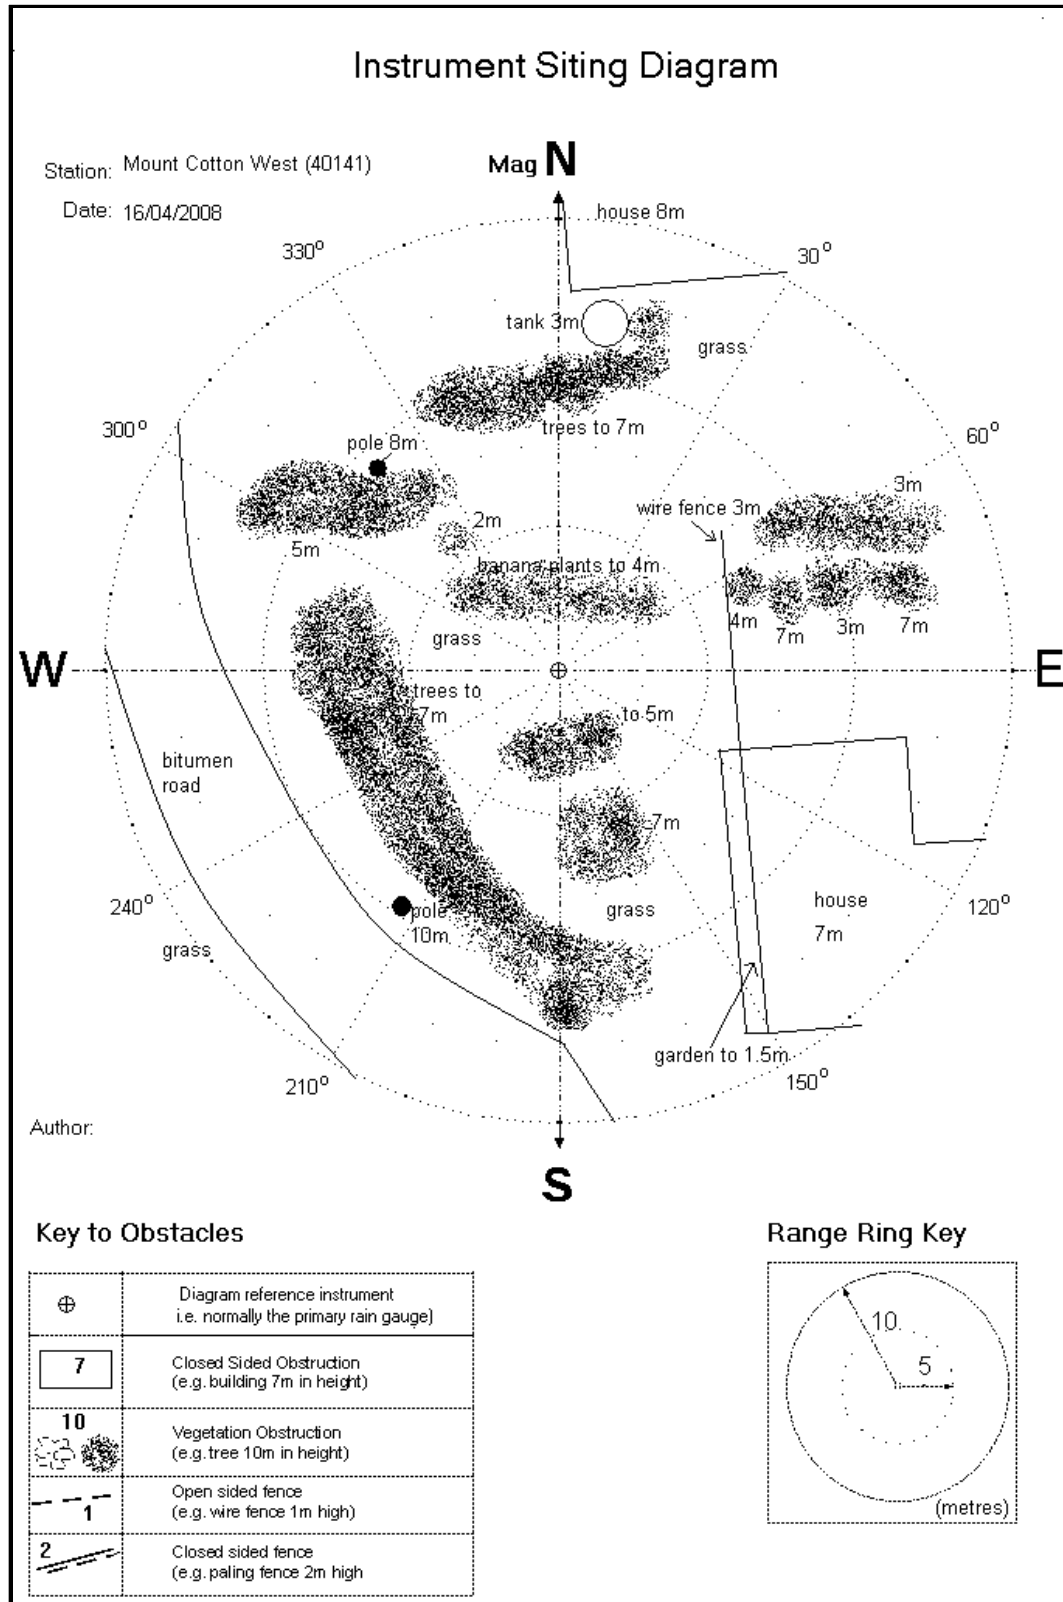 Instrument Siting Diagram
Station: Mount Cotton West (40141)
Date: 16/04/2008
Mag N
house 8m
330°
30°
tank 3m
grass
trees to 7m
300°
60°
pole 8m
3m
wire fence 3m
2m
5m
banana plants to 4m
4m
7m
3m
7m
grass
W
E
trees to
7m
to 5m
bitumen
road
7m
240°
120°
pole
10m
grass
house
7m
grass
garden to 1.5m
210°
150°
Author:
S
Key to Obstacles
Diagram reference instrument
i.e. normally the primary rain gauge)
7
Closed Sided Obstruction
(e.g. building 7m in height)
10
Vegetation Obstruction
(e.g. tree 10m in height)
1
Open sided fence
(e.g. wire fence 1m high)
2
Closed sided fence
(e.g. paling fence 2m high
Range Ring Key
10
5
(metres)